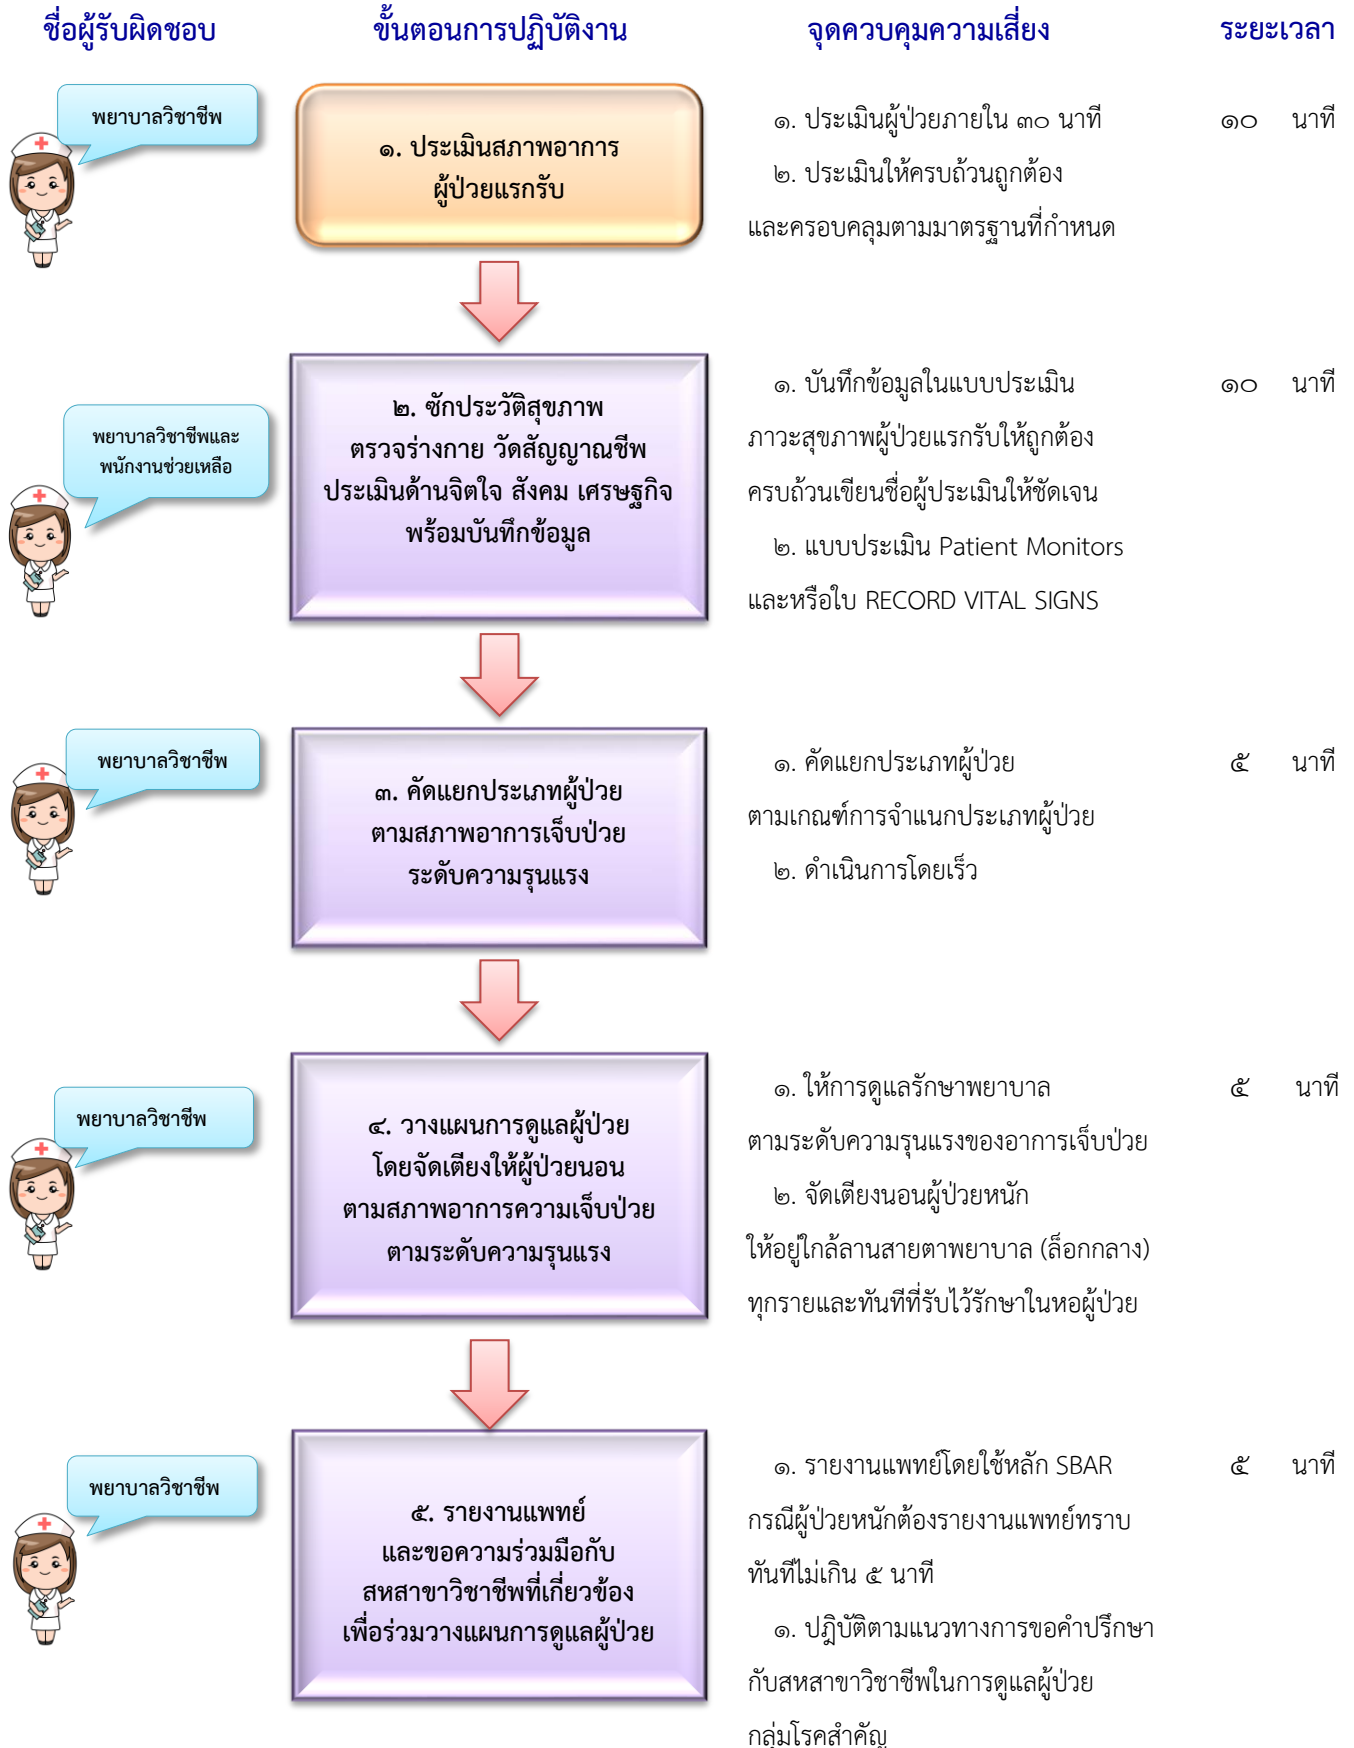 ชื่อผู้รับผิดชอบ ขั้นตอนการปฏิบัติงาน จุดควบคุมความเสี่ยง ระยะเวลา
พยาบาลวิชาชีพ
๑. ประเมินสภาพอาการ
ผู้ป่วยแรกรับ
๑. ประเมินผู้ป่วยภายใน ๓๐ นาที
๒. ประเมินให้ครบถ้วนถูกต้อง
และครอบคลุมตามมาตรฐานที่กำหนด
๑๐ นาที
พยาบาลวิชาชีพและ
พนักงานช่วยเหลือ
๒. ซักประวัติสุขภาพ
ตรวจร่างกาย วัดสัญญาณชีพ
ประเมินด้านจิตใจ สังคม เศรษฐกิจ
พร้อมบันทึกข้อมูล
๑. บันทึกข้อมูลในแบบประเมิน
ภาวะสุขภาพผู้ป่วยแรกรับให้ถูกต้อง
ครบถ้วนเขียนชื่อผู้ประเมินให้ชัดเจน
๒. แบบประเมิน Patient Monitors
และหรือใบ RECORD VITAL SIGNS
๑๐ นาที
พยาบาลวิชาชีพ
๓. คัดแยกประเภทผู้ป่วย
ตามสภาพอาการเจ็บป่วย
ระดับความรุนแรง
๑. คัดแยกประเภทผู้ป่วย
ตามเกณฑ์การจำแนกประเภทผู้ป่วย
๒. ดำเนินการโดยเร็ว
๕ นาที
พยาบาลวิชาชีพ
๔. วางแผนการดูแลผู้ป่วย
โดยจัดเตียงให้ผู้ป่วยนอน
ตามสภาพอาการความเจ็บป่วย
ตามระดับความรุนแรง
๑. ให้การดูแลรักษาพยาบาล
ตามระดับความรุนแรงของอาการเจ็บป่วย
๒. จัดเตียงนอนผู้ป่วยหนัก
ให้อยู่ใกล้ลานสายตาพยาบาล (ล็อกกลาง)
ทุกรายและทันทีที่รับไว้รักษาในหอผู้ป่วย
๕ นาที
พยาบาลวิชาชีพ
๕. รายงานแพทย์
และขอความร่วมมือกับ
สหสาขาวิชาชีพที่เกี่ยวข้อง
เพื่อร่วมวางแผนการดูแลผู้ป่วย
๑. รายงานแพทย์โดยใช้หลัก SBAR
กรณีผู้ป่วยหนักต้องรายงานแพทย์ทราบ
ทันทีไม่เกิน ๕ นาที
๑. ปฎิบัติตามแนวทางการขอคำปรึกษา
กับสหสาขาวิชาชีพในการดูแลผู้ป่วย
กลุ่มโรคสำคัญ
๕ นาที